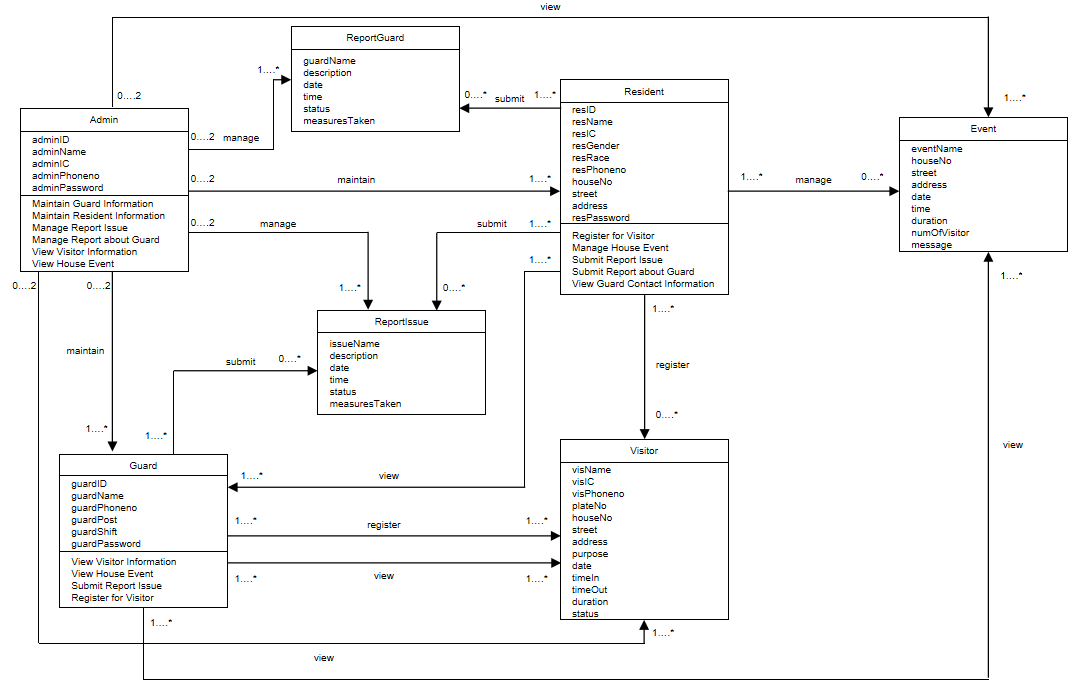 view
ReportGuard
guardName
description
date
time
status
measuresTaken
1....*
0....2
0....*
submit
1....*
Resident
resID
resName
resIC
resGender
resRace
resPhoneno
houseNo
street
address
resPassword
Register for Visitor
Manage House Event
Submit Report Issue
Submit Report about Guard
View Guard Contact Information
1....*
Event
eventName
houseNo
street
address
date
time
duration
numOfVisitor
message
Admin
adminID
adminName
adminIC
adminPhoneno
adminPassword
Maintain Guard Information
Maintain Resident Information
Manage Report Issue
Manage Report about Guard
View Visitor Information
View House Event
0....2
manage
0....2
maintain
1....*
1....*
manage
0....*
0....2
manage
submit
1....*
1....*
1....*
0....*
0....2
0....2
1....*
1....*
ReportIssue
issueName
description
date
time
status
measuresTaken
maintain
submit
0....*
register
0....*
1....*
1....*
view
Guard
guardID
guardName
guardPhoneno
guardPost
guardShift
guardPassword
View Visitor Information
View House Event
Submit Report Issue
Register for Visitor
1....*
view
1....*
register
1....*
1....*
view
1....*
Visitor
visName
visIC
visPhoneno
plateNo
houseNo
street
address
purpose
date
timeIn
timeOut
duration
status
1....*
1....*
view